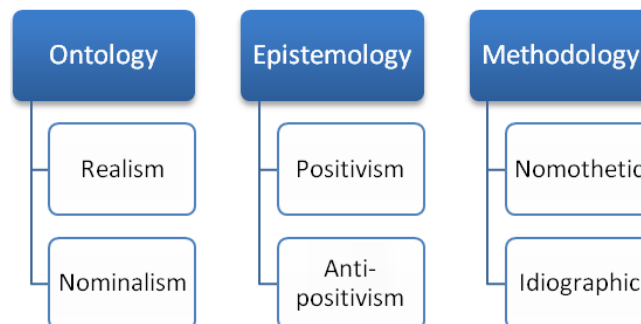 Ontology
Realism
Nominalism
Epistemology
Positivism
Anti-
positivism
Methodology
Nomothetic
Idiographic